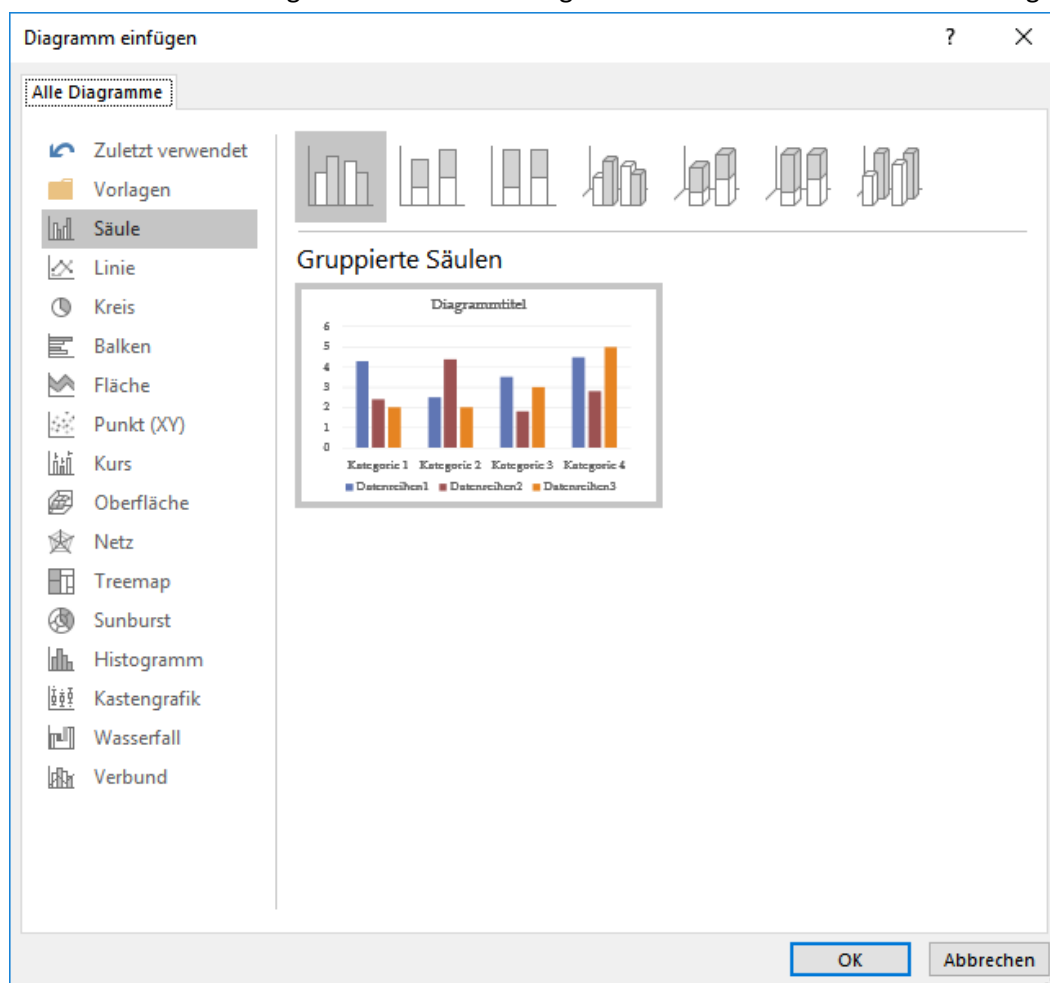 Diagramm einfügen
?
Alle Diagramme
Zuletzt verwendet
Vorlagen
Säule
Linie
Kreis
Balken
Fläche
Punkt (XY)
Kurs
Oberfläche
Netz
Treemap
Sunburst
Histogramm
Kastengrafik
Wasserfall
Verbund
Gruppierte Säulen
Diagrammtitel
6
5
4
3
2
1
0
Kategorie 1 Kategorie 2 Kategorie 3 Kategorie 4
Datenreihen1 Datenreihen2 Datenreihen3
OK
Abbrechen